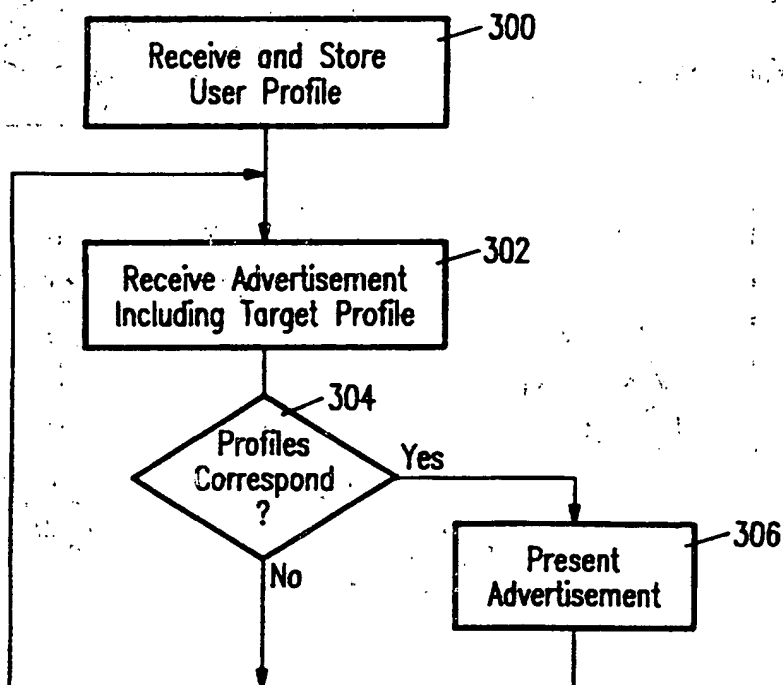 Receive and Store
User Profile
300
Receive Advertisement
Including Target Profile
302
304
Profiles
Correspond
?
Yes
No
Present
Advertisement
306